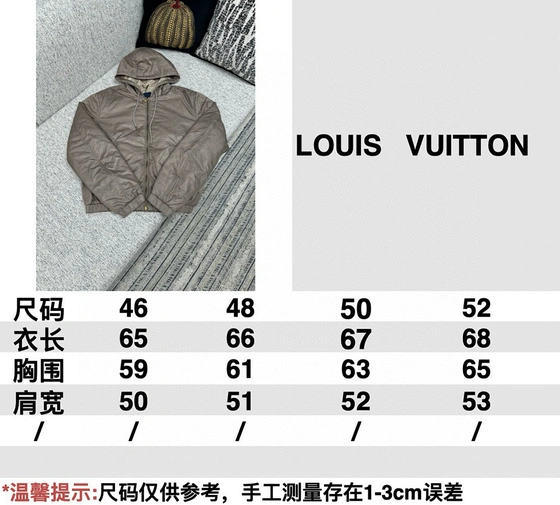 LOUIS VUITTON
尺码 46 48 50 52
衣长 65 66 67 68
胸围 59 61 63 65
肩宽 50 51 52 53
/ / / / /
*温馨提示:尺码仅供参考，手工测量存在1-3cm误差